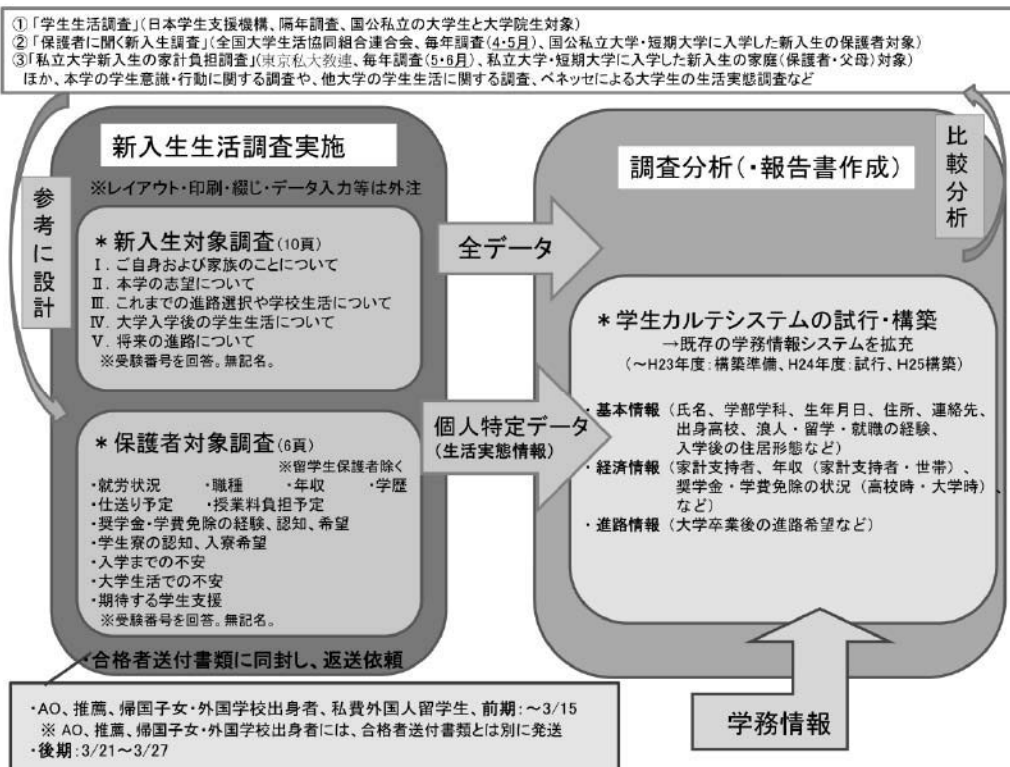 ①「学生生活調査」(日本学生支援機構、隔年調査、国公私立の大学生と大学院生対象)
②「保護者に聞く新入生調査」(全国大学生活協同組合連合会、毎年調査(4・5月)、国公私立大学・短期大学に入学した新入生の保護者対象)
③「私立大学新入生の家計負担調査」(東京私大教連、毎年調査(5・6月)、私立大学・短期大学に入学した新入生の家庭(保護者・父母)対象)
ほか、本学の学生意識・行動に関する調査や、他大学の学生生活に関する調査、ベネッセによる大学生の生活実態調査など
参考に設計
新入生生活調査実施
※レイアウト・印刷・綴じ・データ入力等は外注
＊新入生対象調査(10頁)
Ⅰ. ご自身および家族のことについて
Ⅱ. 本学の志望について
Ⅲ. これまでの進路選択や学校生活について
Ⅳ. 大学入学後の学生生活について
Ⅴ. 将来の進路について
※受験番号を回答。無記名。
＊保護者対象調査(6頁)
※留学生保護者除く
・就労状況 ・職種 ・年収 ・学歴
・仕送り予定 ・授業料負担予定
・奨学金・学費免除の経験、認知、希望
・学生寮の認知、入寮希望
・入学までの不安
・大学生活での不安
・期待する学生支援
※受験番号を回答。無記名。
・合格者送付書類に同封し、返送依頼
・AO、推薦、帰国子女・外国学校出身者、私費外国人留学生、前期：～3/15
※ AO、推薦、帰国子女・外国学校出身者には、合格者送付書類とは別に発送
・後期：3/21～3/27
全データ
個人特定データ
(生活実態情報)
調査分析(・報告書作成)
比較分析
＊学生カルテシステムの試行・構築
→既存の学務情報システムを拡充
(～H23年度：構築準備、H24年度：試行、H25構築)
・基本情報（氏名、学部学科、生年月日、住所、連絡先、
出身高校、浪人・留学・就職の経験、
入学後の住居形態など）
・経済情報（家計支持者、年収（家計支持者・世帯）、
奨学金・学費免除の状況（高校時・大学時）、
など）
・進路情報（大学卒業後の進路希望など）
学務情報